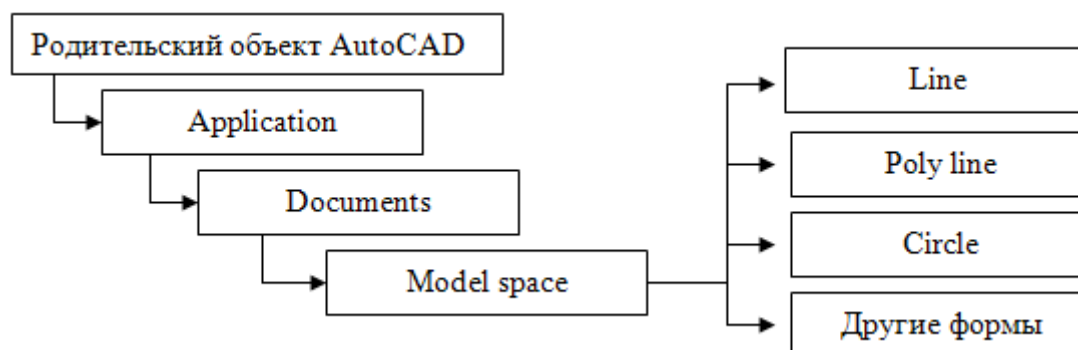 Родительский объект AutoCAD
Application
Documents
Model space
Line
Poly line
Circle
Другие формы